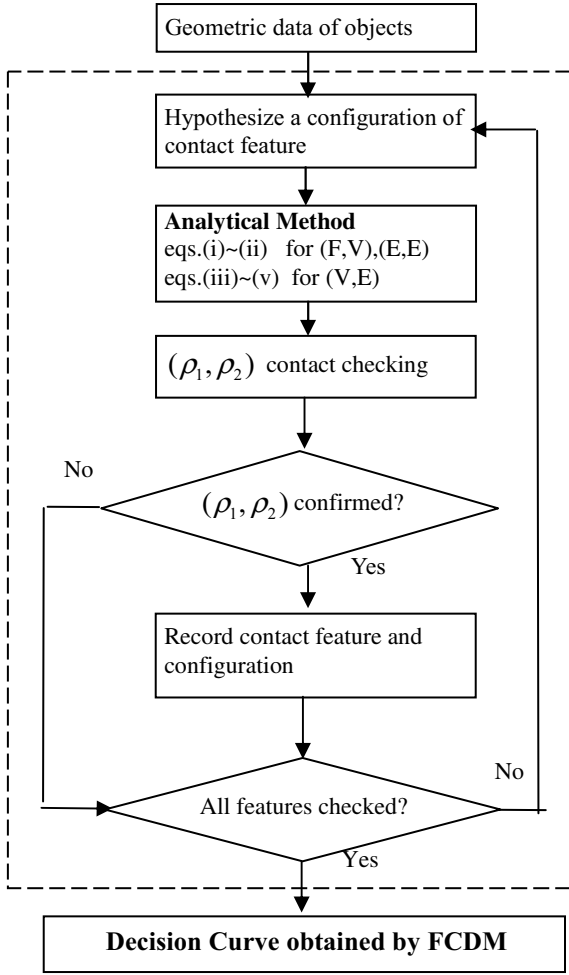 Geometric data of objects
Hypothesize a configuration of
contact feature
Analytical Method
eqs.(i)~(ii) for (F,V),(E,E)
eqs.(iii)~(v) for (V,E)
(ρ₁, ρ₂) contact checking
No
(ρ₁, ρ₂) confirmed?
Yes
Record contact feature and
configuration
No
All features checked?
Yes
Decision Curve obtained by FCDM